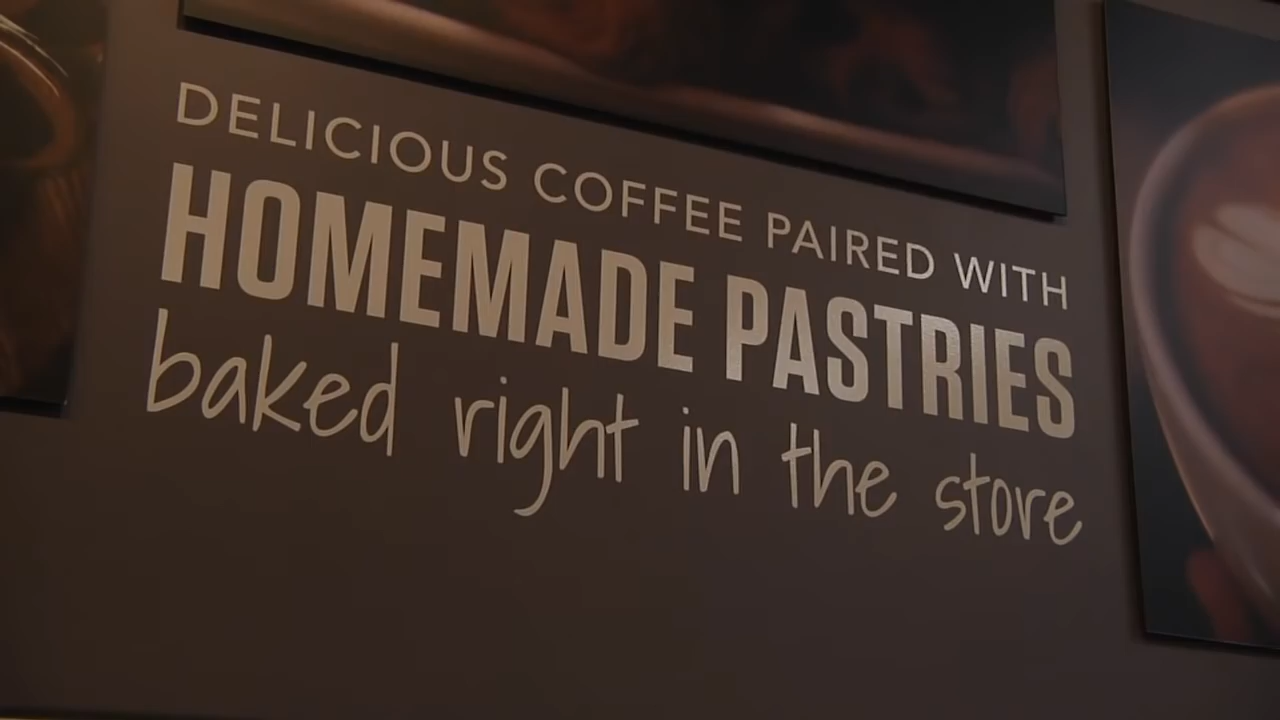 DELICIOUS COFFEE PAIRED WITH
HOMEMADE PASTRIES
baked right in the store